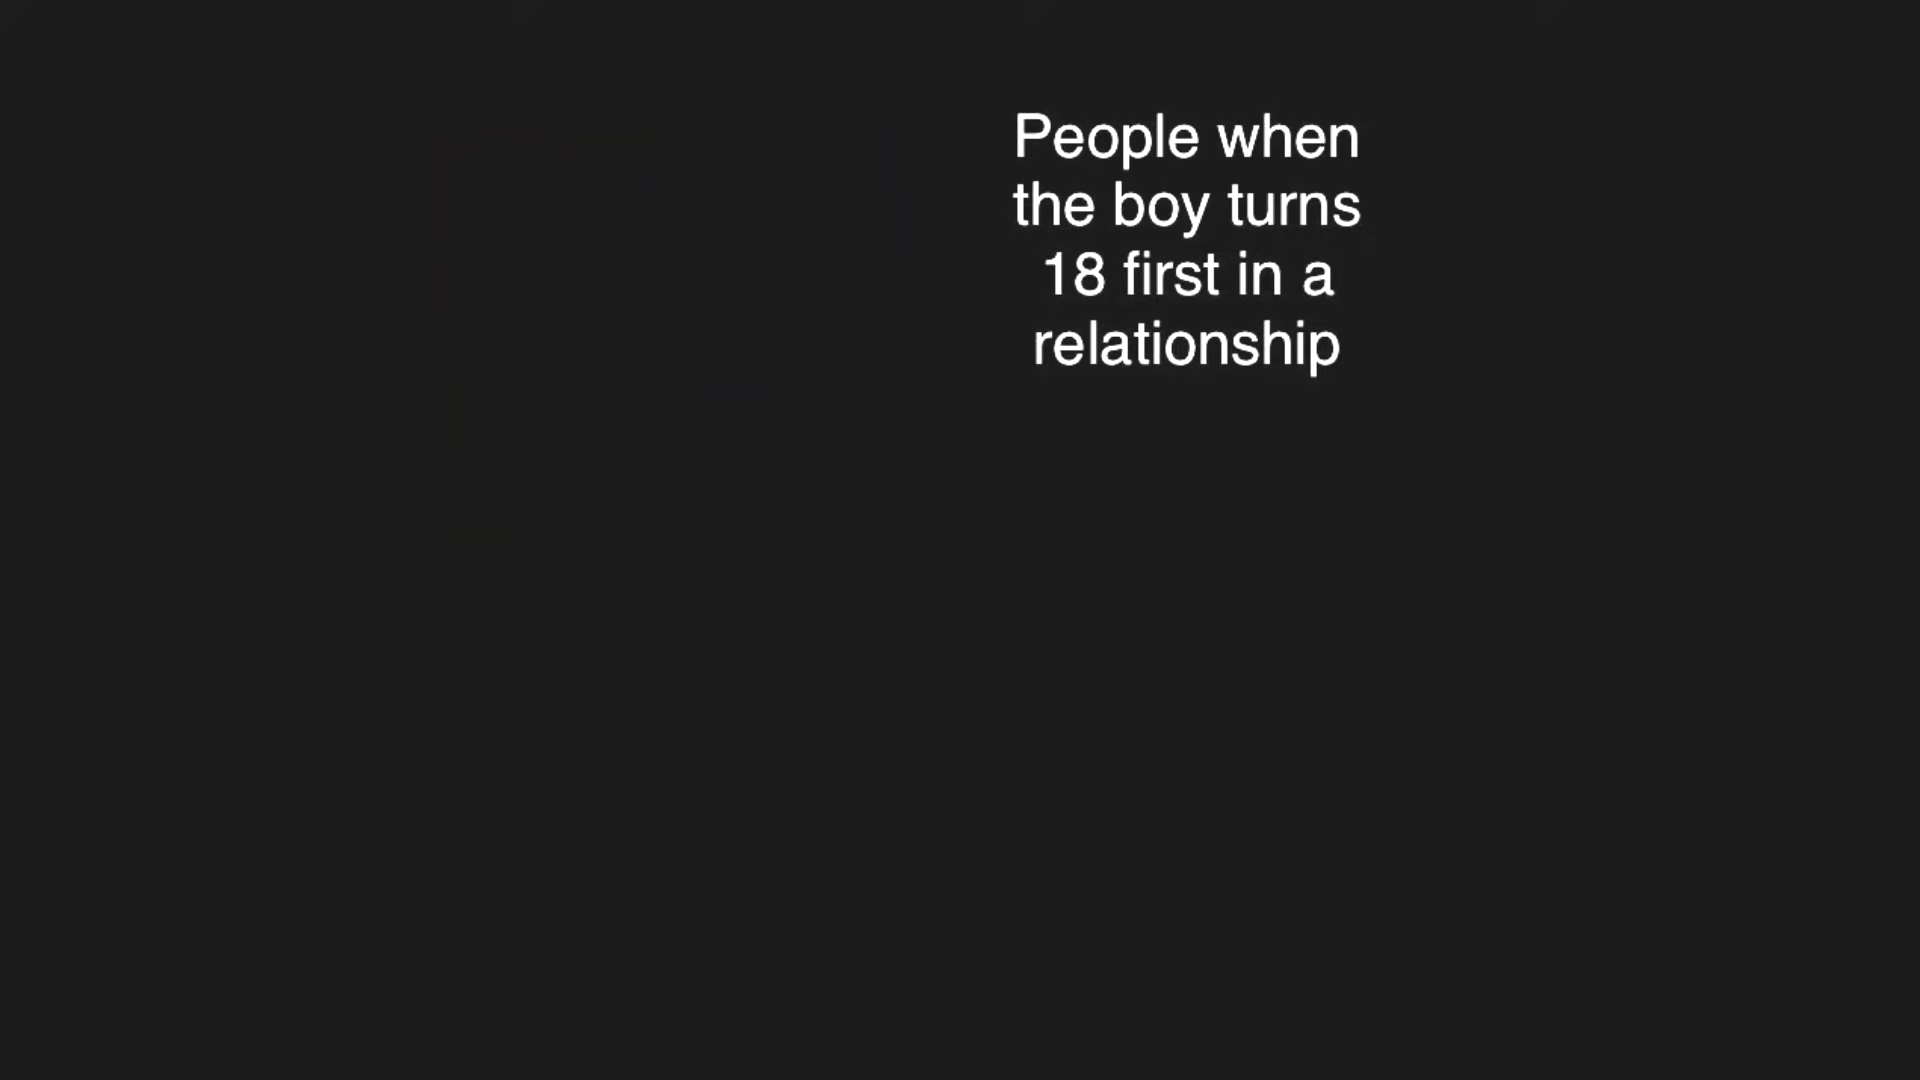 People when
the boy turns
18 first in a
relationship